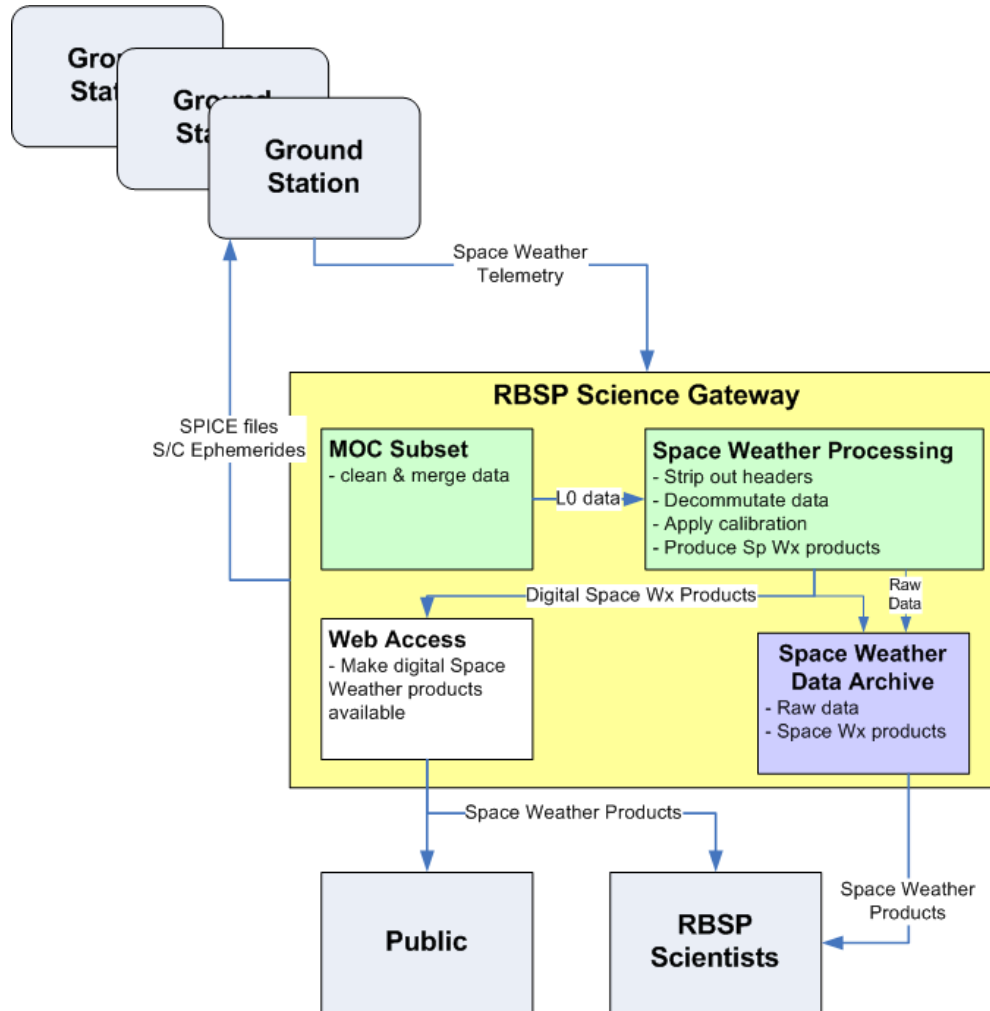 Ground
Station
Space Weather
Telemetry
SPICE files
S/C Ephemerides
RBSP Science Gateway
MOC Subset
- clean & merge data
L0 data
Space Weather Processing
- Strip out headers
- Decommutate data
- Apply calibration
- Produce Sp Wx products
Digital Space Wx Products
Raw
Data
Web Access
- Make digital Space
Weather products
available
Space Weather
Data Archive
- Raw data
- Space Wx products
Space Weather Products
Space Weather
Products
Public
RBSP
Scientists